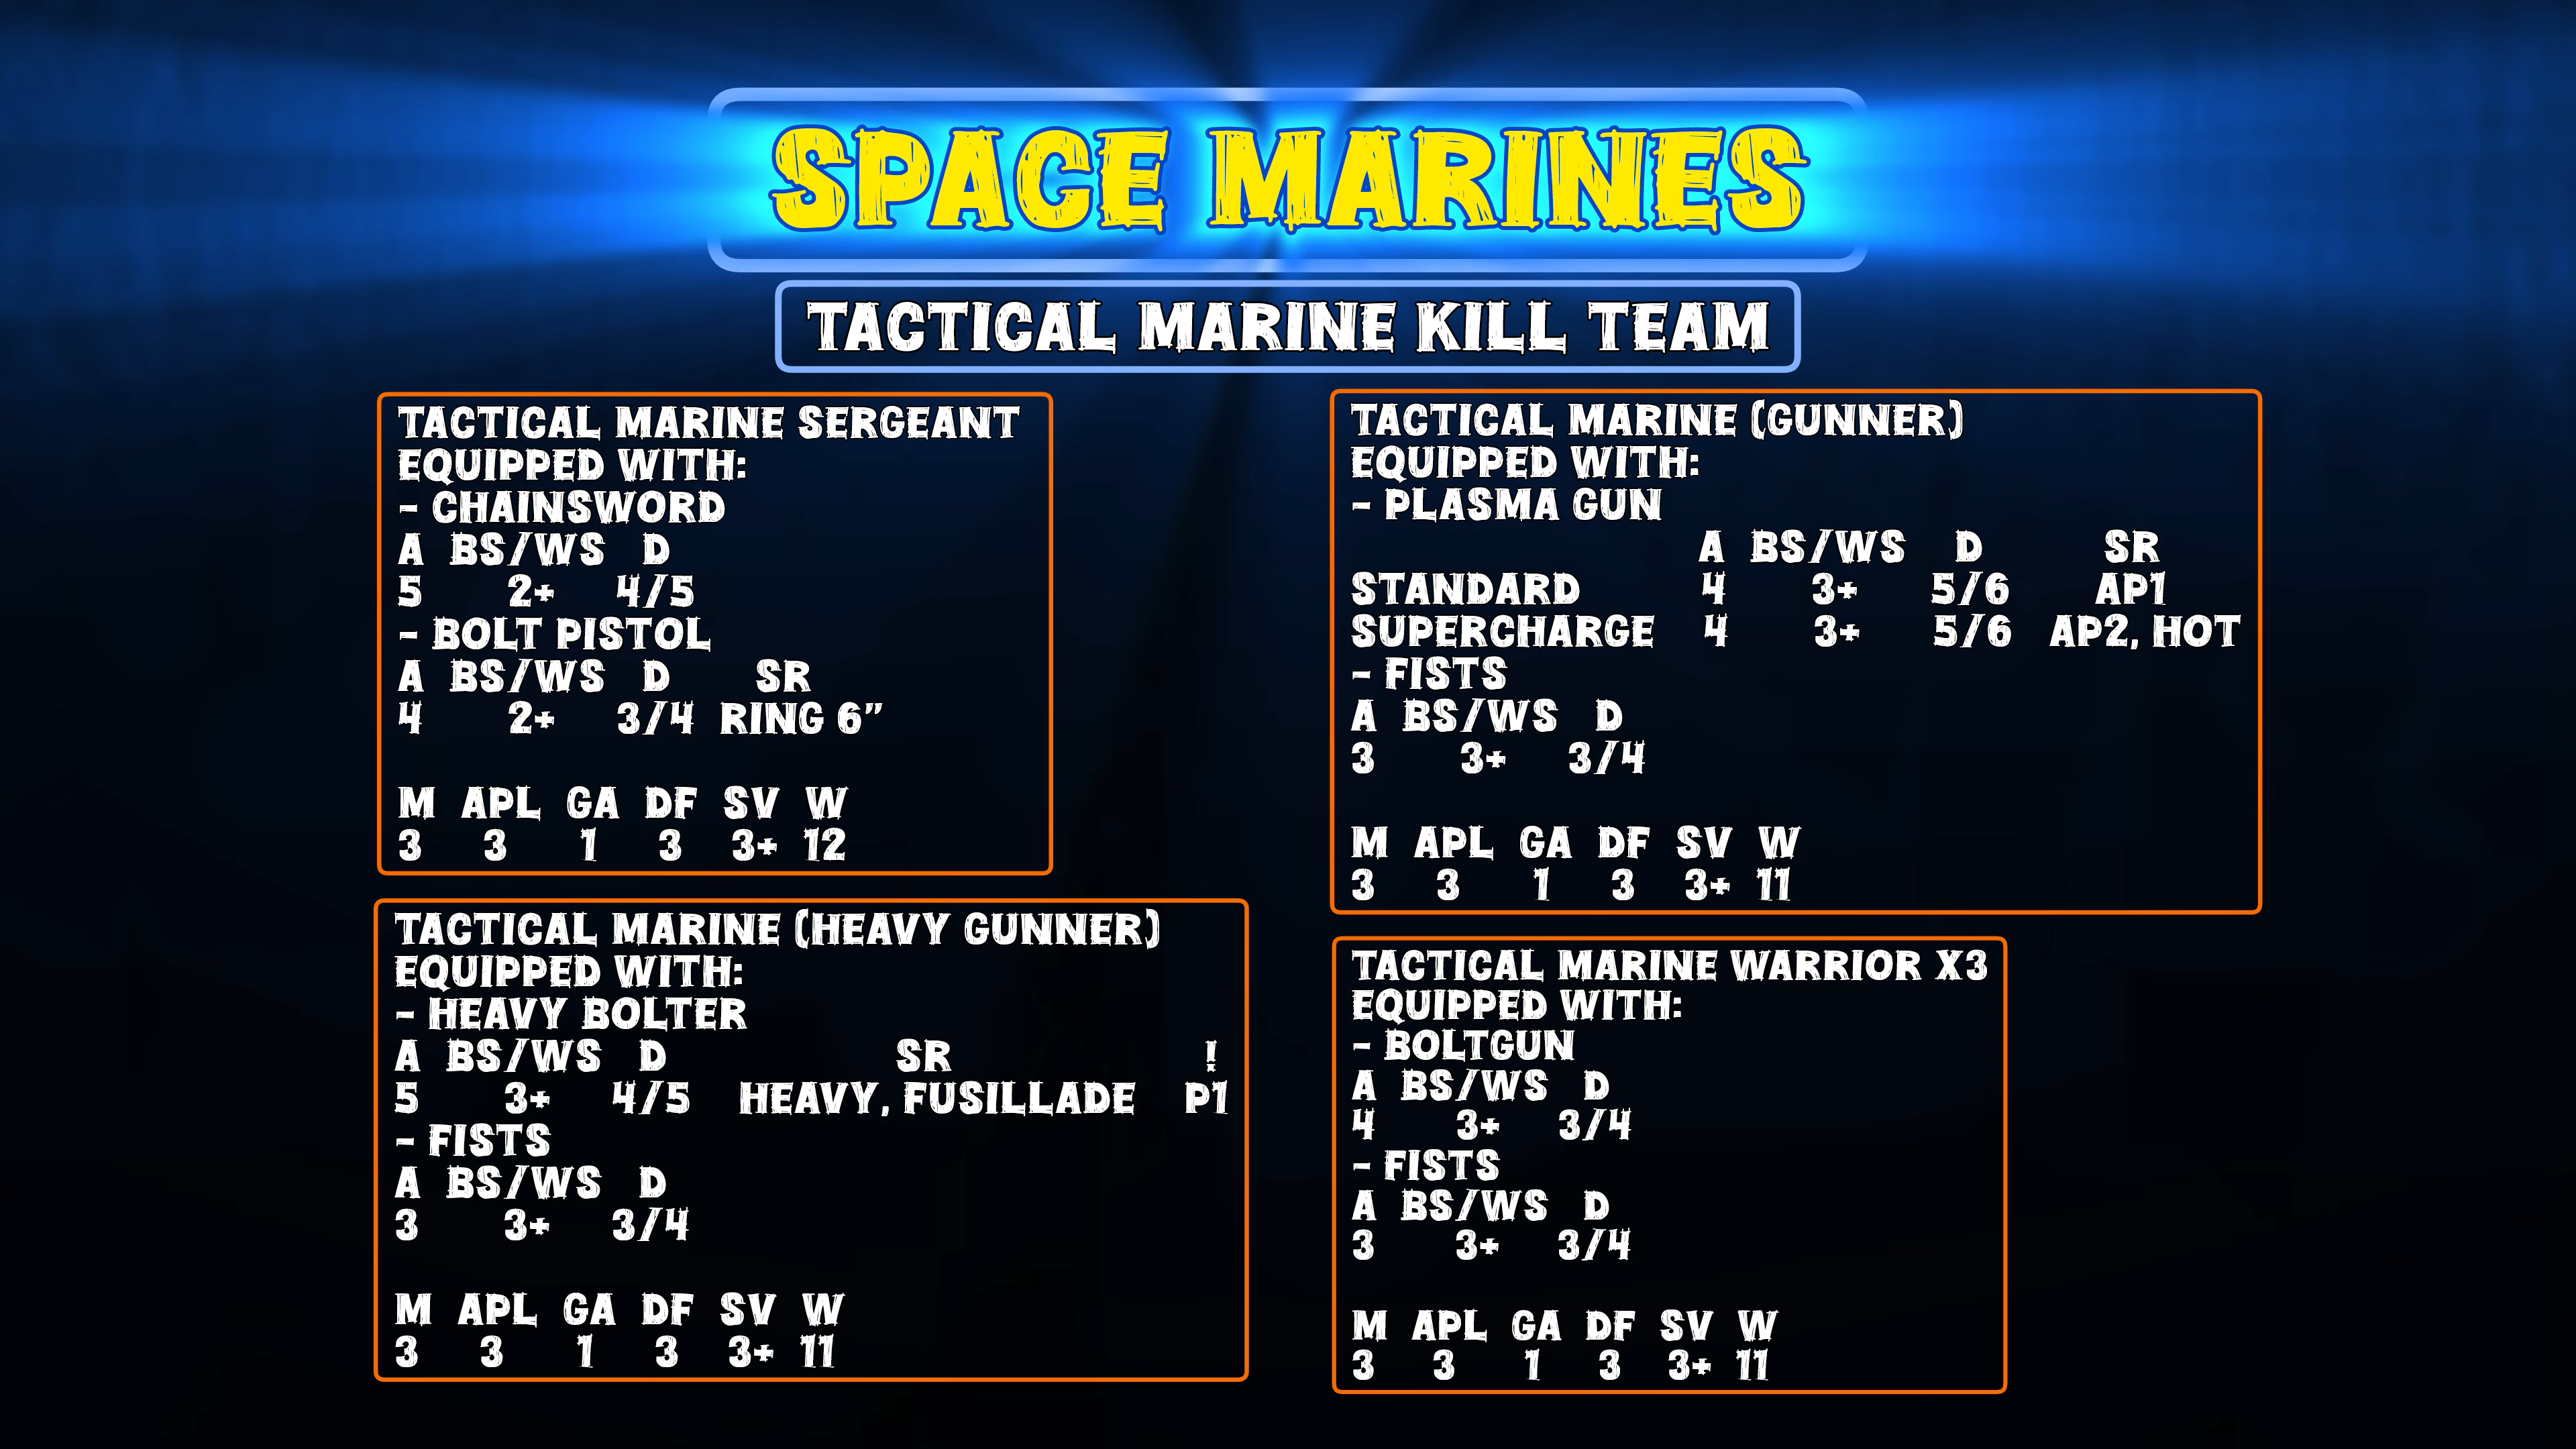 SPACE MARINES
TACTICAL MARINE KILL TEAM
TACTICAL MARINE SERGEANT
EQUIPPED WITH:
- CHAINSWORD
A BS/WS D
5 2+ 4/5
- BOLT PISTOL
A BS/WS D SR
4 2+ 3/4 RING 6”
M APL GA DF SV W
3 3 1 3 3+ 12
TACTICAL MARINE (HEAVY GUNNER)
EQUIPPED WITH:
- HEAVY BOLTER
A BS/WS D SR !
5 3+ 4/5 HEAVY, FUSILLADE P1
- FISTS
A BS/WS D
3 3+ 3/4
M APL GA DF SV W
3 3 1 3 3+ 11
TACTICAL MARINE (GUNNER)
EQUIPPED WITH:
- PLASMA GUN
A BS/WS D SR
STANDARD 4 3+ 5/6 AP1
SUPERCHARGE 4 3+ 5/6 AP2, HOT
- FISTS
A BS/WS D
3 3+ 3/4
M APL GA DF SV W
3 3 1 3 3+ 11
TACTICAL MARINE WARRIOR X3
EQUIPPED WITH:
- BOLTGUN
A BS/WS D
4 3+ 3/4
- FISTS
A BS/WS D
3 3+ 3/4
M APL GA DF SV W
3 3 1 3 3+ 11